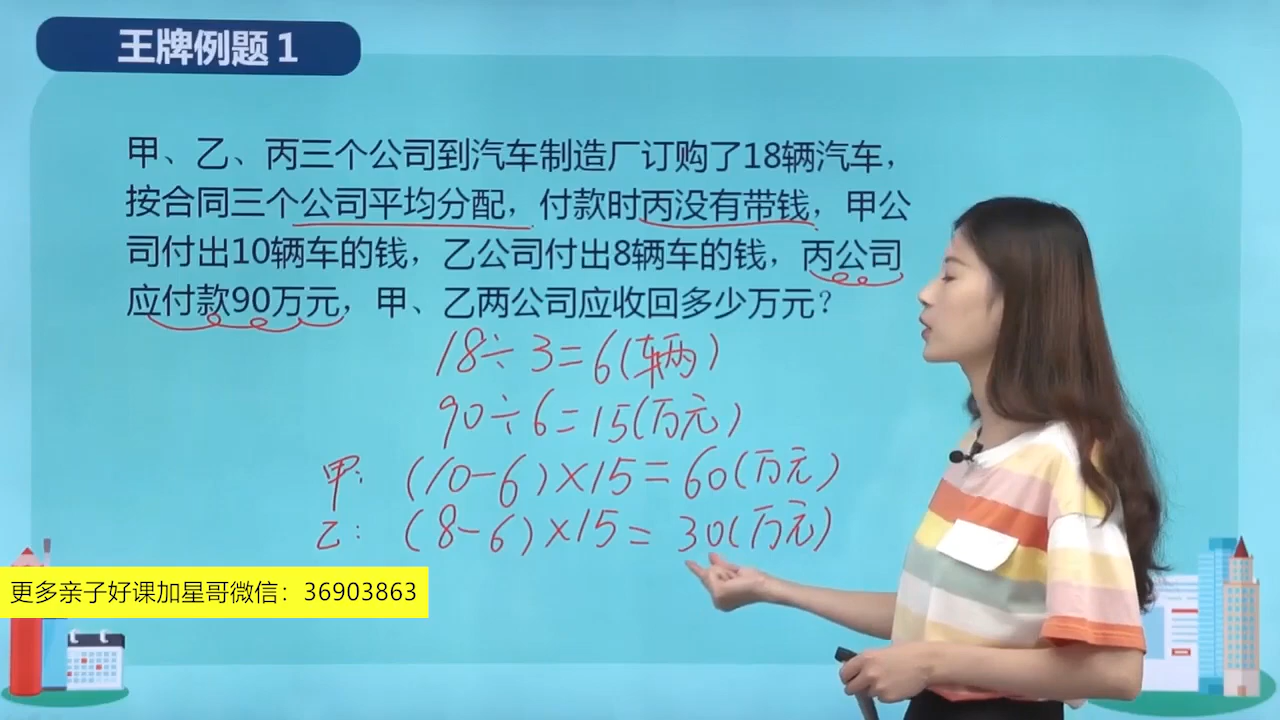 王牌例题1
甲、乙、丙三个公司到汽车制造厂订购了18辆汽车，
按合同三个公司平均分配，付款时丙没有带钱，甲公
司付出10辆车的钱，乙公司付出8辆车的钱，丙公司
应付款90万元，甲、乙两公司应收回多少万元？
18÷3=6(辆)
90÷6=15(万元)
甲：(10-6)×15=60(万元)
乙：(8-6)×15=30(万元)
更多亲子好课加星哥微信：36903863